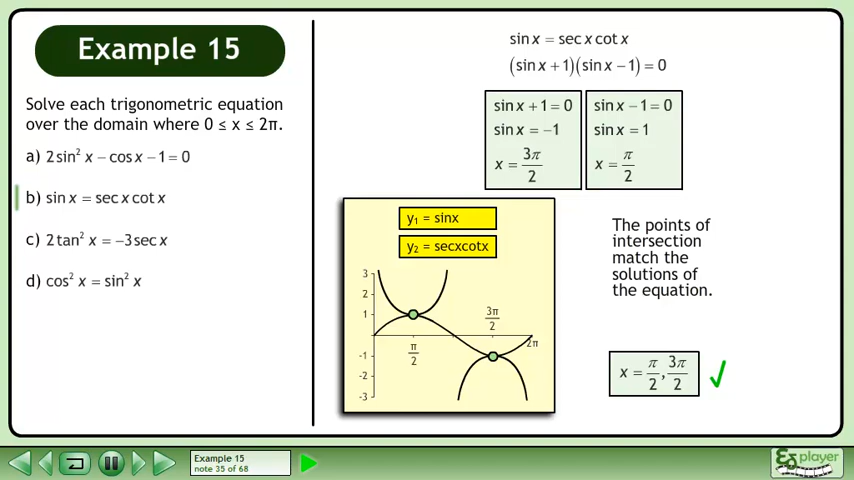 Example 15
Solve each trigonometric equation
over the domain where 0 ≤ x ≤ 2π.
a) 2sin² x − cos x − 1 = 0
b) sin x = sec x cot x
c) 2 tan² x = −3 sec x
d) cos² x = sin² x
sin x = sec x cot x
(sin x + 1)(sin x − 1) = 0
sin x + 1 = 0
sin x = −1
x = 3π/2
sin x − 1 = 0
sin x = 1
x = π/2
y₁ = sinx
y₂ = secxcotx
3
2
1
-1
-2
-3
π/2
3π/2
2π
The points of
intersection
match the
solutions of
the equation.
x = π/2, 3π/2
Example 15
note 35 of 68
player